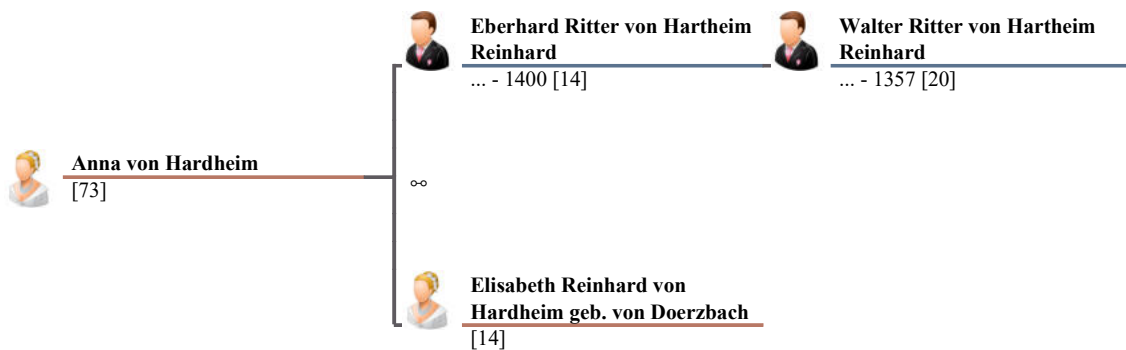 Eberhard Ritter von Hartheim
Reinhard
... - 1400 [14]
Walter Ritter von Hartheim
Reinhard
... - 1357 [20]
Anna von Hardheim
[73]
Elisabeth Reinhard von
Hardheim geb. von Doerzbach
[14]